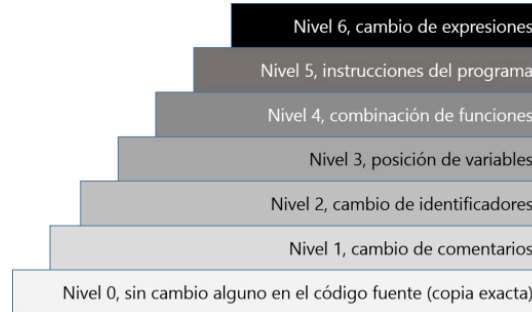 Nivel 6, cambio de expresiones
Nivel 5, instrucciones del programa
Nivel 4, combinación de funciones
Nivel 3, posición de variables
Nivel 2, cambio de identificadores
Nivel 1, cambio de comentarios
Nivel 0, sin cambio alguno en el código fuente (copia exacta)